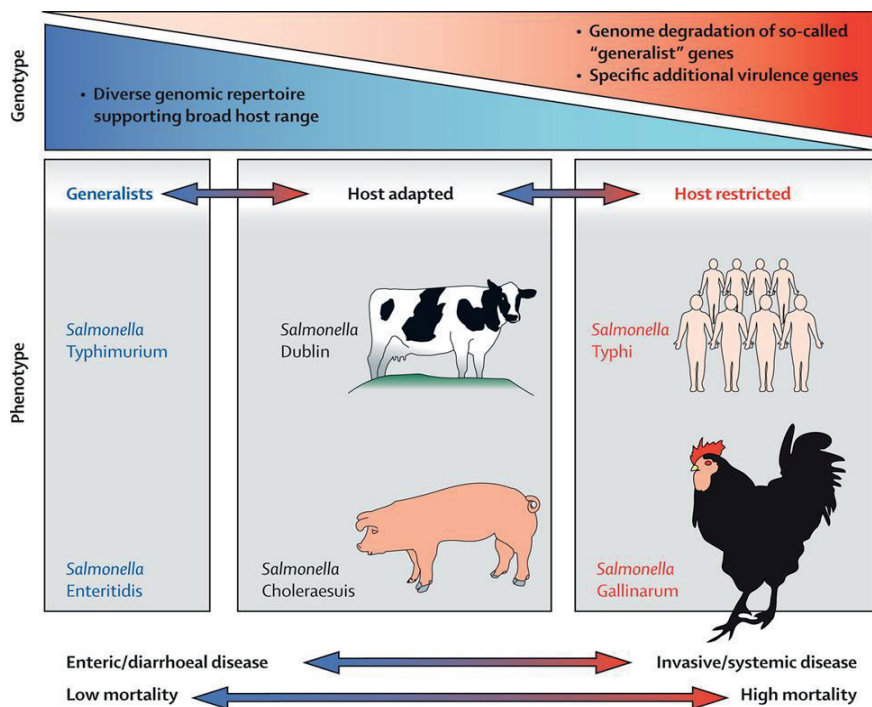 Genotype
• Genome degradation of so-called
“generalist” genes
• Specific additional virulence genes
• Diverse genomic repertoire
supporting broad host range
Phenotype
Generalists
Host adapted
Host restricted
Salmonella
Typhimurium
Salmonella
Dublin
Salmonella
Typhi
Salmonella
Enteritidis
Salmonella
Choleraesuis
Salmonella
Gallinarum
Enteric/diarrhoeal disease
Invasive/systemic disease
Low mortality
High mortality